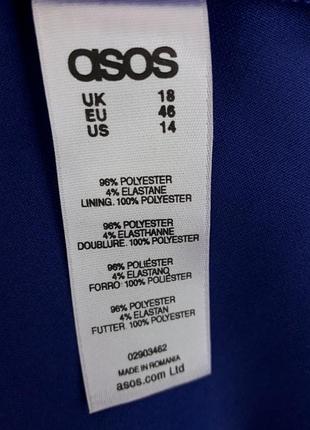 asos
UK 18
EU 46
US 14
96% POLYESTER
4% ELASTANE
LINING. 100% POLYESTER
96% POLYESTER
4% ELASTHANNE
DOUBLURE. 100% POLYESTER
96% POLIÉSTER
4% ELASTANO
FORRO 100% POLIÉSTER
96% POLYESTER
4% ELASTAN
FUTTER. 100% POLYESTER
02903462
MADE IN ROMANIA
asos.com Ltd